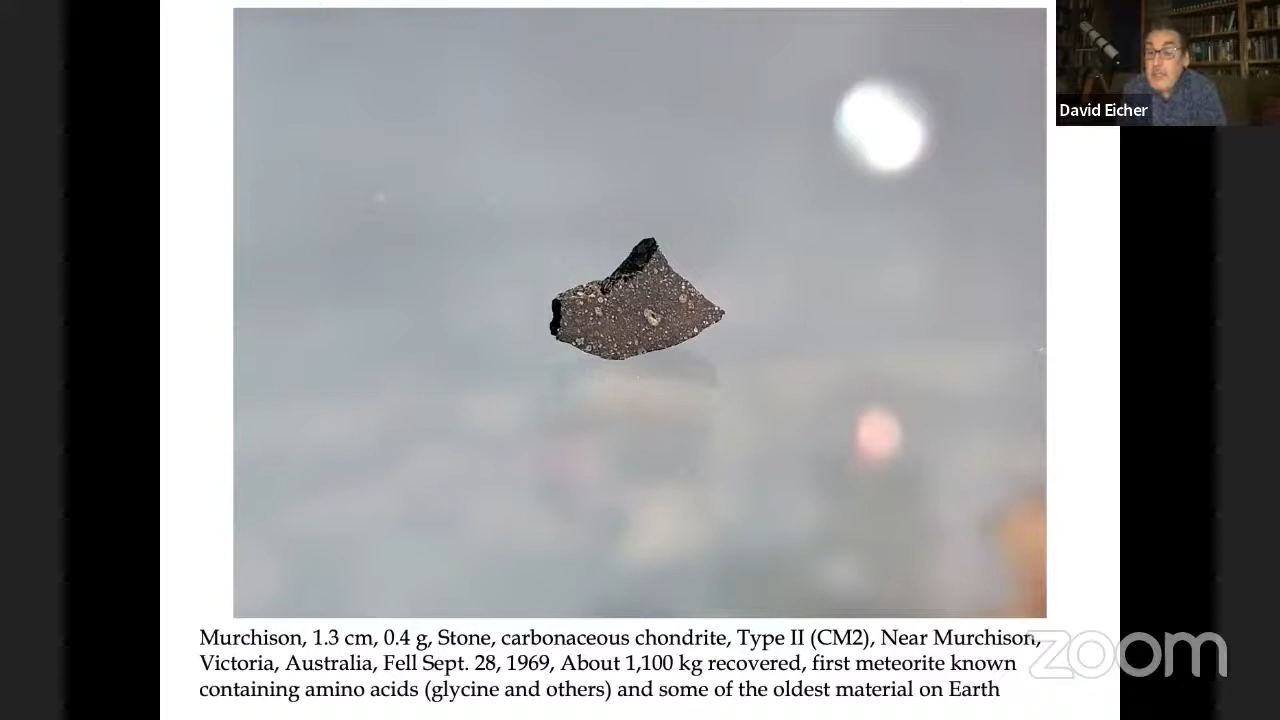 David Eicher
Murchison, 1.3 cm, 0.4 g, Stone, carbonaceous chondrite, Type II (CM2), Near Murchison,
Victoria, Australia, Fell Sept. 28, 1969, About 1,100 kg recovered, first meteorite known
containing amino acids (glycine and others) and some of the oldest material on Earth
zoom